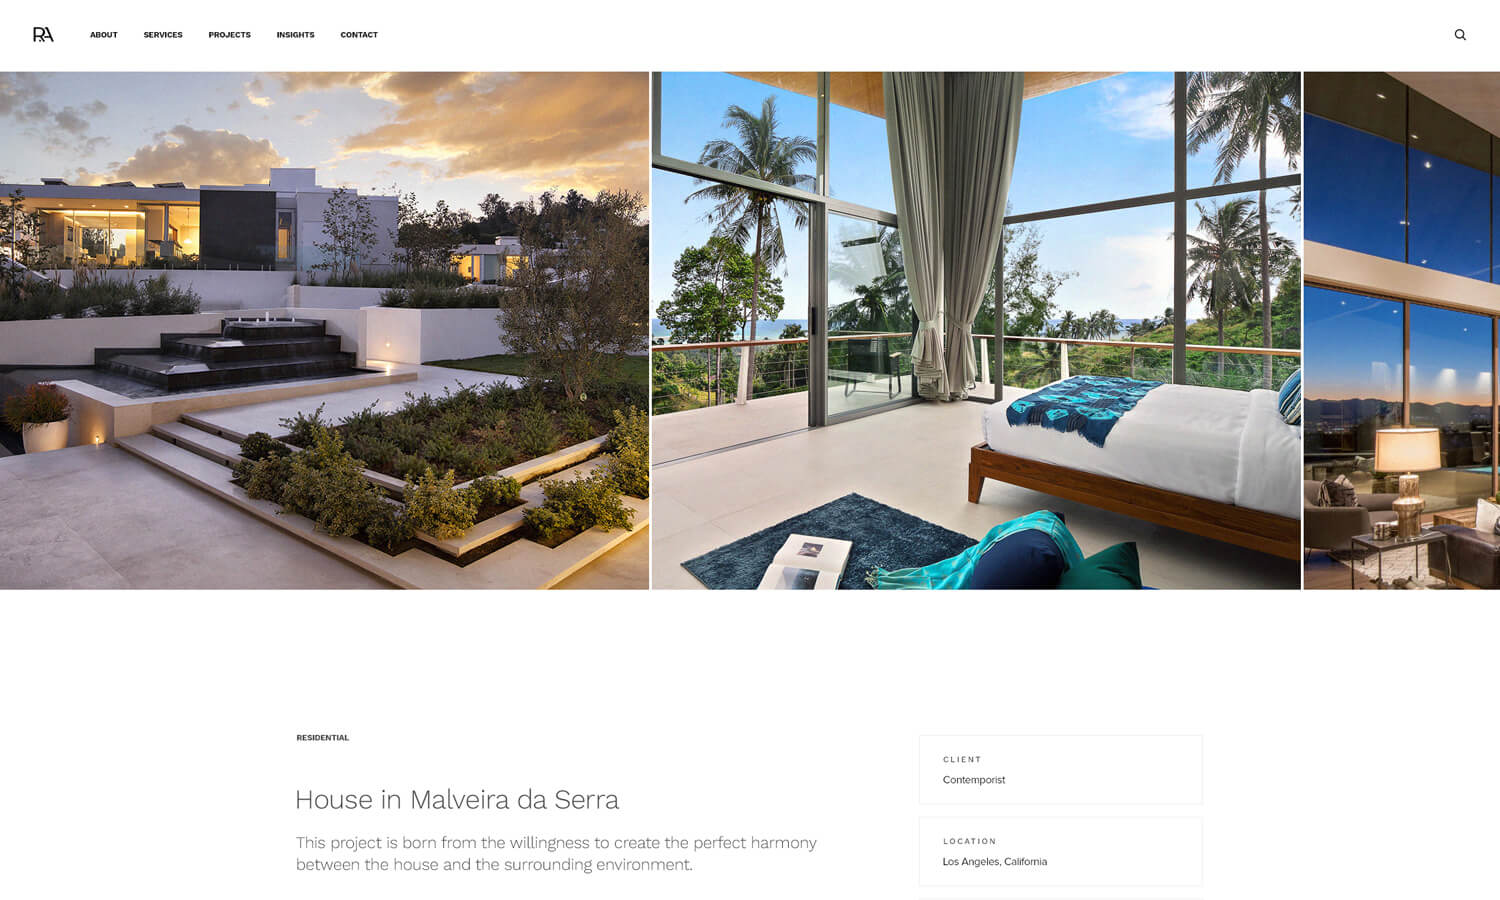 RA
ABOUT
SERVICES
PROJECTS
INSIGHTS
CONTACT
RESIDENTIAL
House in Malveira da Serra
This project is born from the willingness to create the perfect harmony
between the house and the surrounding environment.
CLIENT
Contemporist
LOCATION
Los Angeles, California